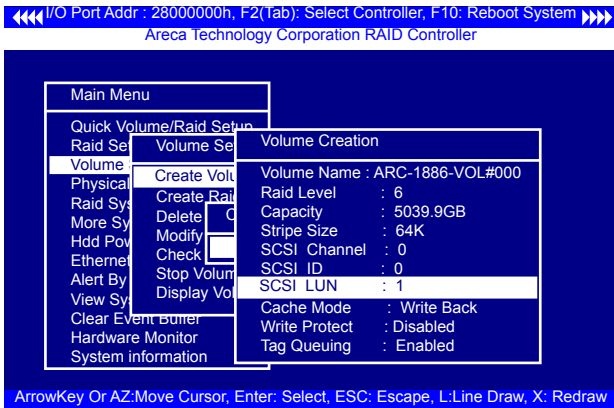 I/O Port Addr : 28000000h, F2(Tab): Select Controller, F10: Reboot System
Areca Technology Corporation RAID Controller
Main Menu
Quick Volume/Raid Setup
Raid Set
Volume
Physical
Raid Sys
More Sy
Hdd Pow
Ethernet
Alert By
View Sys
Clear Event Buffer
Hardware Monitor
System information
Volume Se
Create Volu
Create Raid
Delete
Modify
Check
Stop Volum
Display Vol
C
Volume Creation
Volume Name : ARC-1886-VOL#000
Raid Level : 6
Capacity : 5039.9GB
Stripe Size : 64K
SCSI Channel : 0
SCSI ID : 0
SCSI LUN : 1
Cache Mode : Write Back
Write Protect : Disabled
Tag Queuing : Enabled
ArrowKey Or AZ:Move Cursor, Enter: Select, ESC: Escape, L:Line Draw, X: Redraw